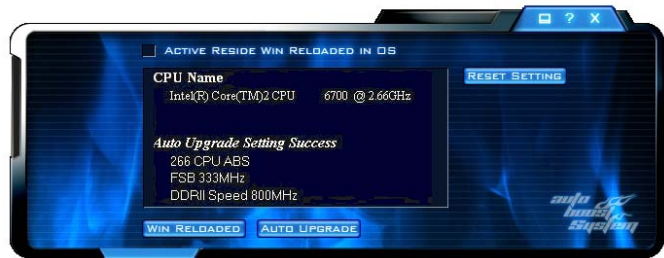 ? X
Active Reside Win Reloaded in OS
CPU Name
Intel(R) Core(TM)2 CPU 6700 @ 2.66GHz
Reset Setting
Auto Upgrade Setting Success
266 CPU ABS
FSB 333MHz
DDRII Speed 800MHz
auto boost System
Win Reloaded Auto Upgrade